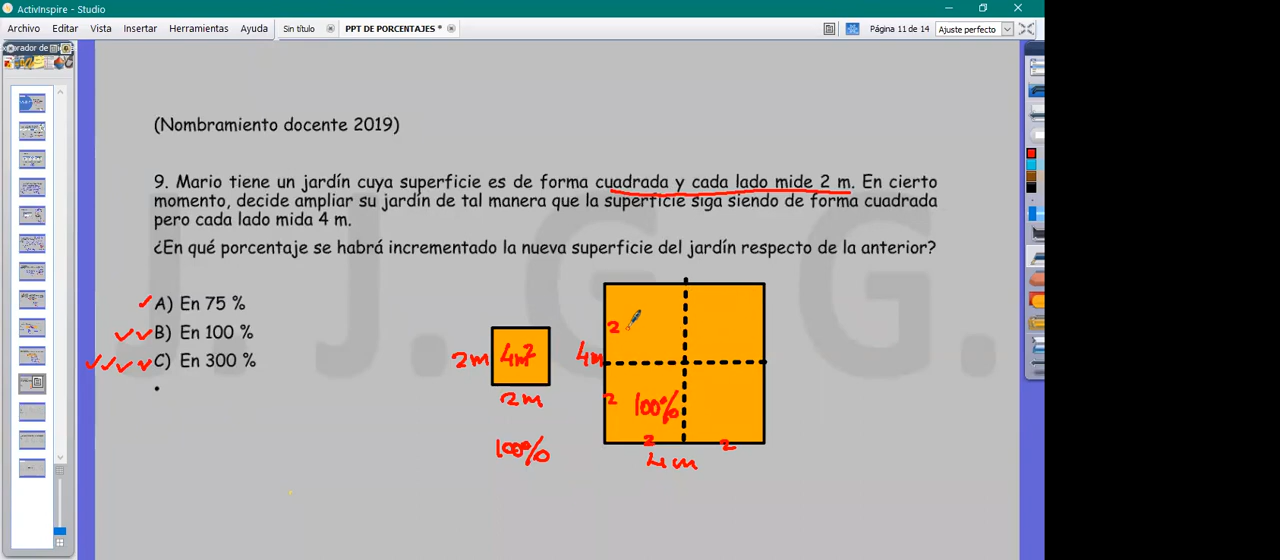 ActivInspire - Studio
Archivo Editar Vista Insertar Herramientas Ayuda
Sin título PPT DE PORCENTAJES * Página 11 de 14 Ajuste perfecto
(Nombramiento docente 2019)
9. Mario tiene un jardín cuya superficie es de forma cuadrada y cada lado mide 2 m. En cierto
momento, decide ampliar su jardín de tal manera que la superficie siga siendo de forma cuadrada
pero cada lado mida 4 m.
¿En qué porcentaje se habrá incrementado la nueva superficie del jardín respecto de la anterior?
A) En 75 %
B) En 100 %
C) En 300 %
2m 4m² 4m 2
2m 2 100%
100% 2 2
4m
J. J. G. G.